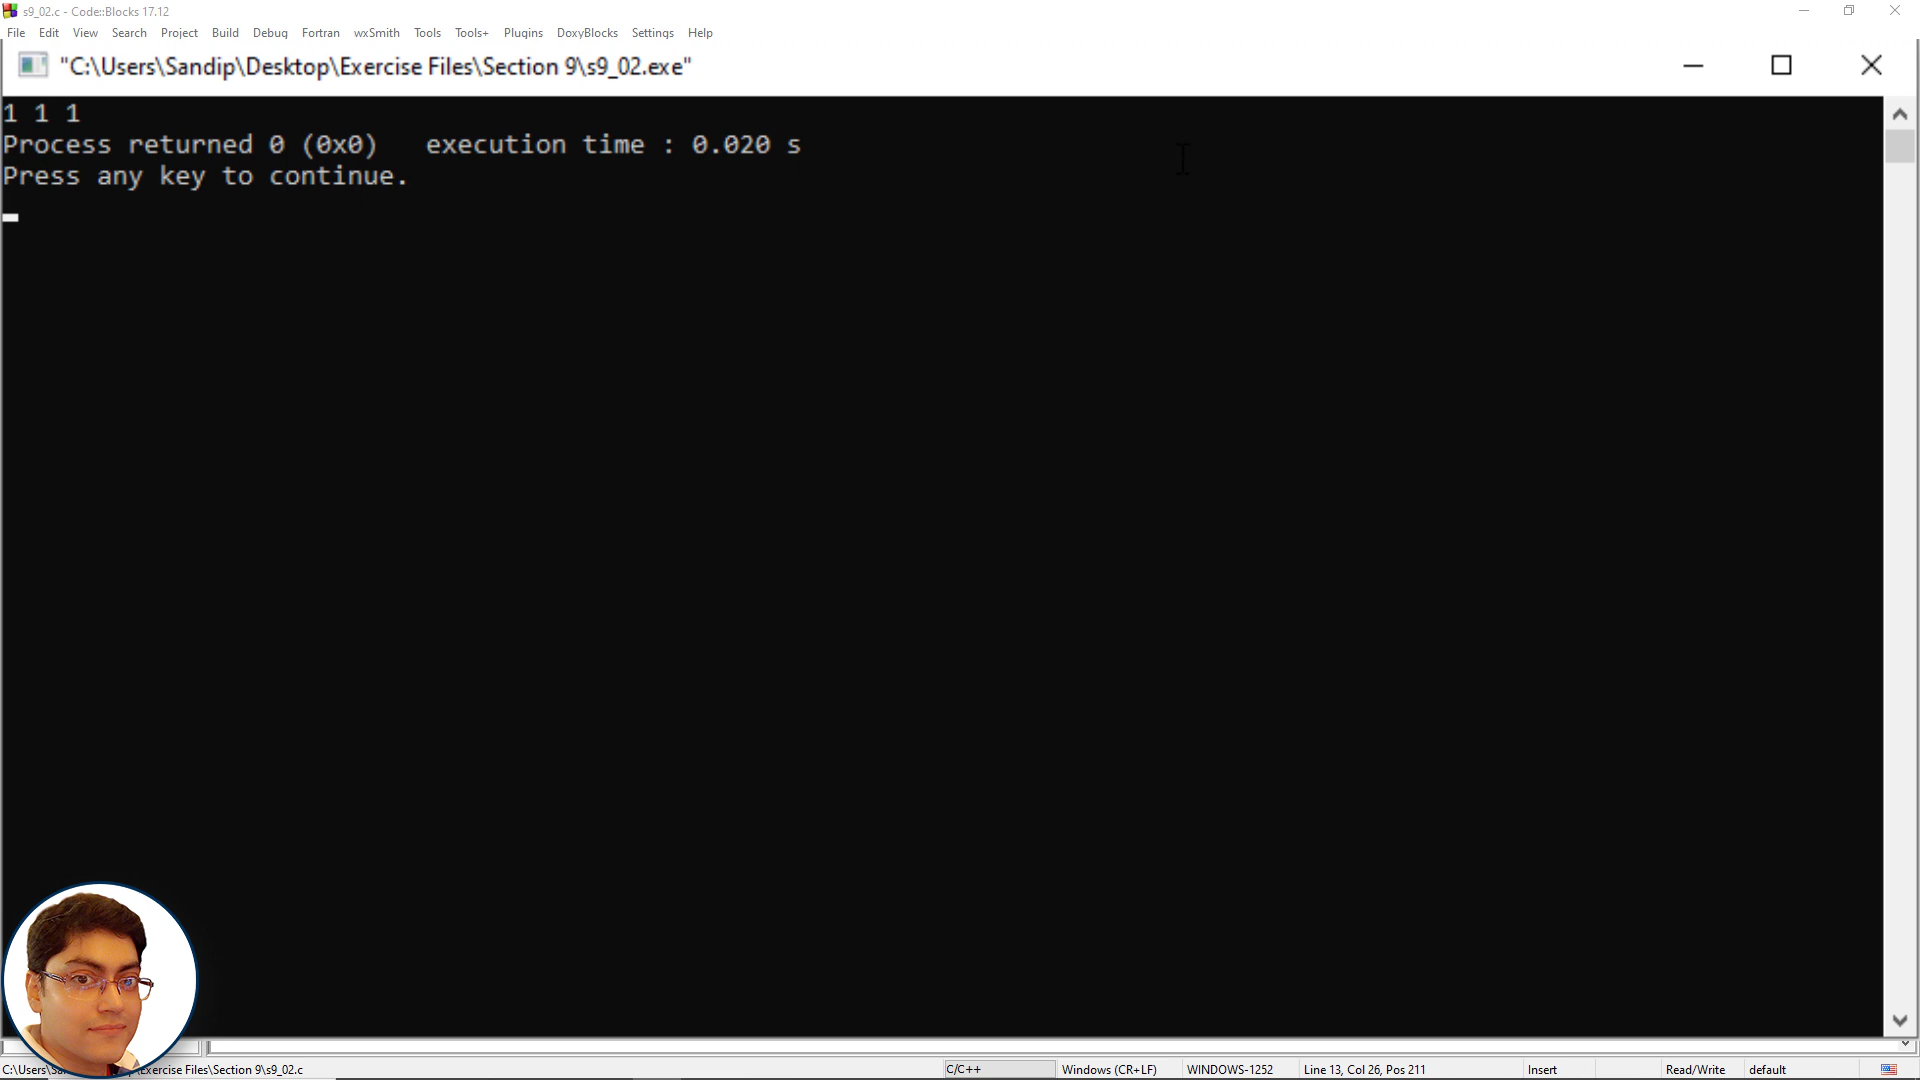 s9_02.c - Code::Blocks 17.12
File Edit View Search Project Build Debug Fortran wxSmith Tools Tools+ Plugins DoxyBlocks Settings Help
"C:\Users\Sandip\Desktop\Exercise Files\Section 9\s9_02.exe"
1 1 1
Process returned 0 (0x0)   execution time : 0.020 s
Press any key to continue.
C:\Users\Sa Exercise Files\Section 9\s9_02.c C/C++ Windows (CR+LF) WINDOWS-1252 Line 13, Col 26, Pos 211 Insert Read/Write default